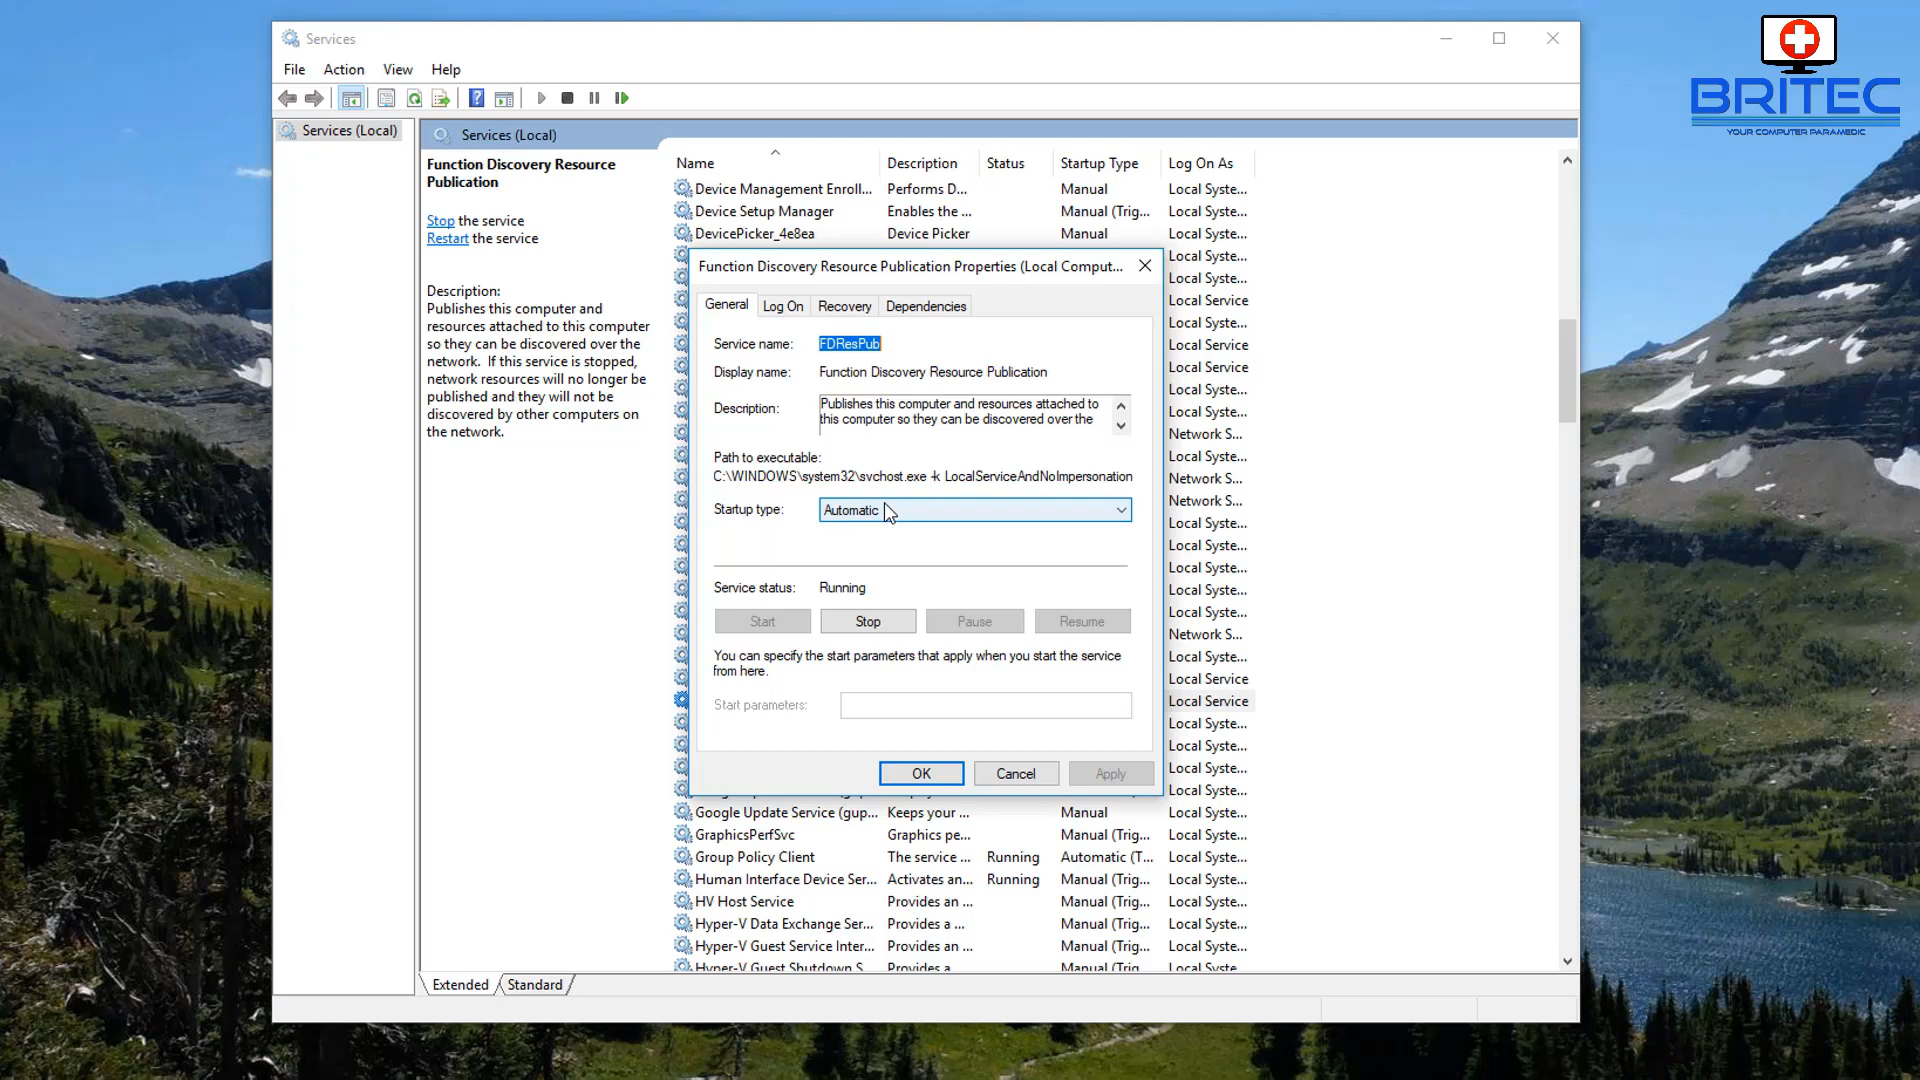 Services
BRITEC
YOUR COMPUTER PARAMEDIC
File Action View Help
Services (Local)
Services (Local)
Function Discovery Resource
Publication
Stop the service
Restart the service
Description:
Publishes this computer and
resources attached to this computer
so they can be discovered over the
network. If this service is stopped,
network resources will no longer be
published and they will not be
discovered by other computers on
the network.
Name Description Status Startup Type Log On As
Device Management Enroll... Performs D... Manual Local Syste...
Device Setup Manager Enables the ... Manual (Trig... Local Syste...
DevicePicker_4e8ea Device Picker Manual Local Syste...
Local Syste...
Local Syste...
Local Service
Local Syste...
Local Service
Local Service
Local Syste...
Local Syste...
Network S...
Local Syste...
Network S...
Network S...
Local Syste...
Local Syste...
Local Syste...
Local Syste...
Local Syste...
Network S...
Local Syste...
Local Service
Local Service
Local Syste...
Local Syste...
Local Syste...
Local Syste...
Function Discovery Resource Publication Properties (Local Comput...
General Log On Recovery Dependencies
Service name: FDResPub
Display name: Function Discovery Resource Publication
Description: Publishes this computer and resources attached to
this computer so they can be discovered over the
Path to executable:
C:\WINDOWS\system32\svchost.exe -k LocalServiceAndNoImpersonation
Startup type: Automatic
Service status: Running
Start Stop Pause Resume
You can specify the start parameters that apply when you start the service
from here.
Start parameters:
OK Cancel Apply
Google Update Service (gup... Keeps your ... Manual Local Syste...
GraphicsPerfSvc Graphics pe... Manual (Trig... Local Syste...
Group Policy Client The service ... Running Automatic (T... Local Syste...
Human Interface Device Ser... Activates an... Running Manual (Trig... Local Syste...
HV Host Service Provides an ... Manual (Trig... Local Syste...
Hyper-V Data Exchange Ser... Provides a ... Manual (Trig... Local Syste...
Hyper-V Guest Service Inter... Provides an ... Manual (Trig... Local Syste...
Hyper-V Guest Shutdown S... Provides a ... Manual (Trig... Local Syste...
Extended Standard